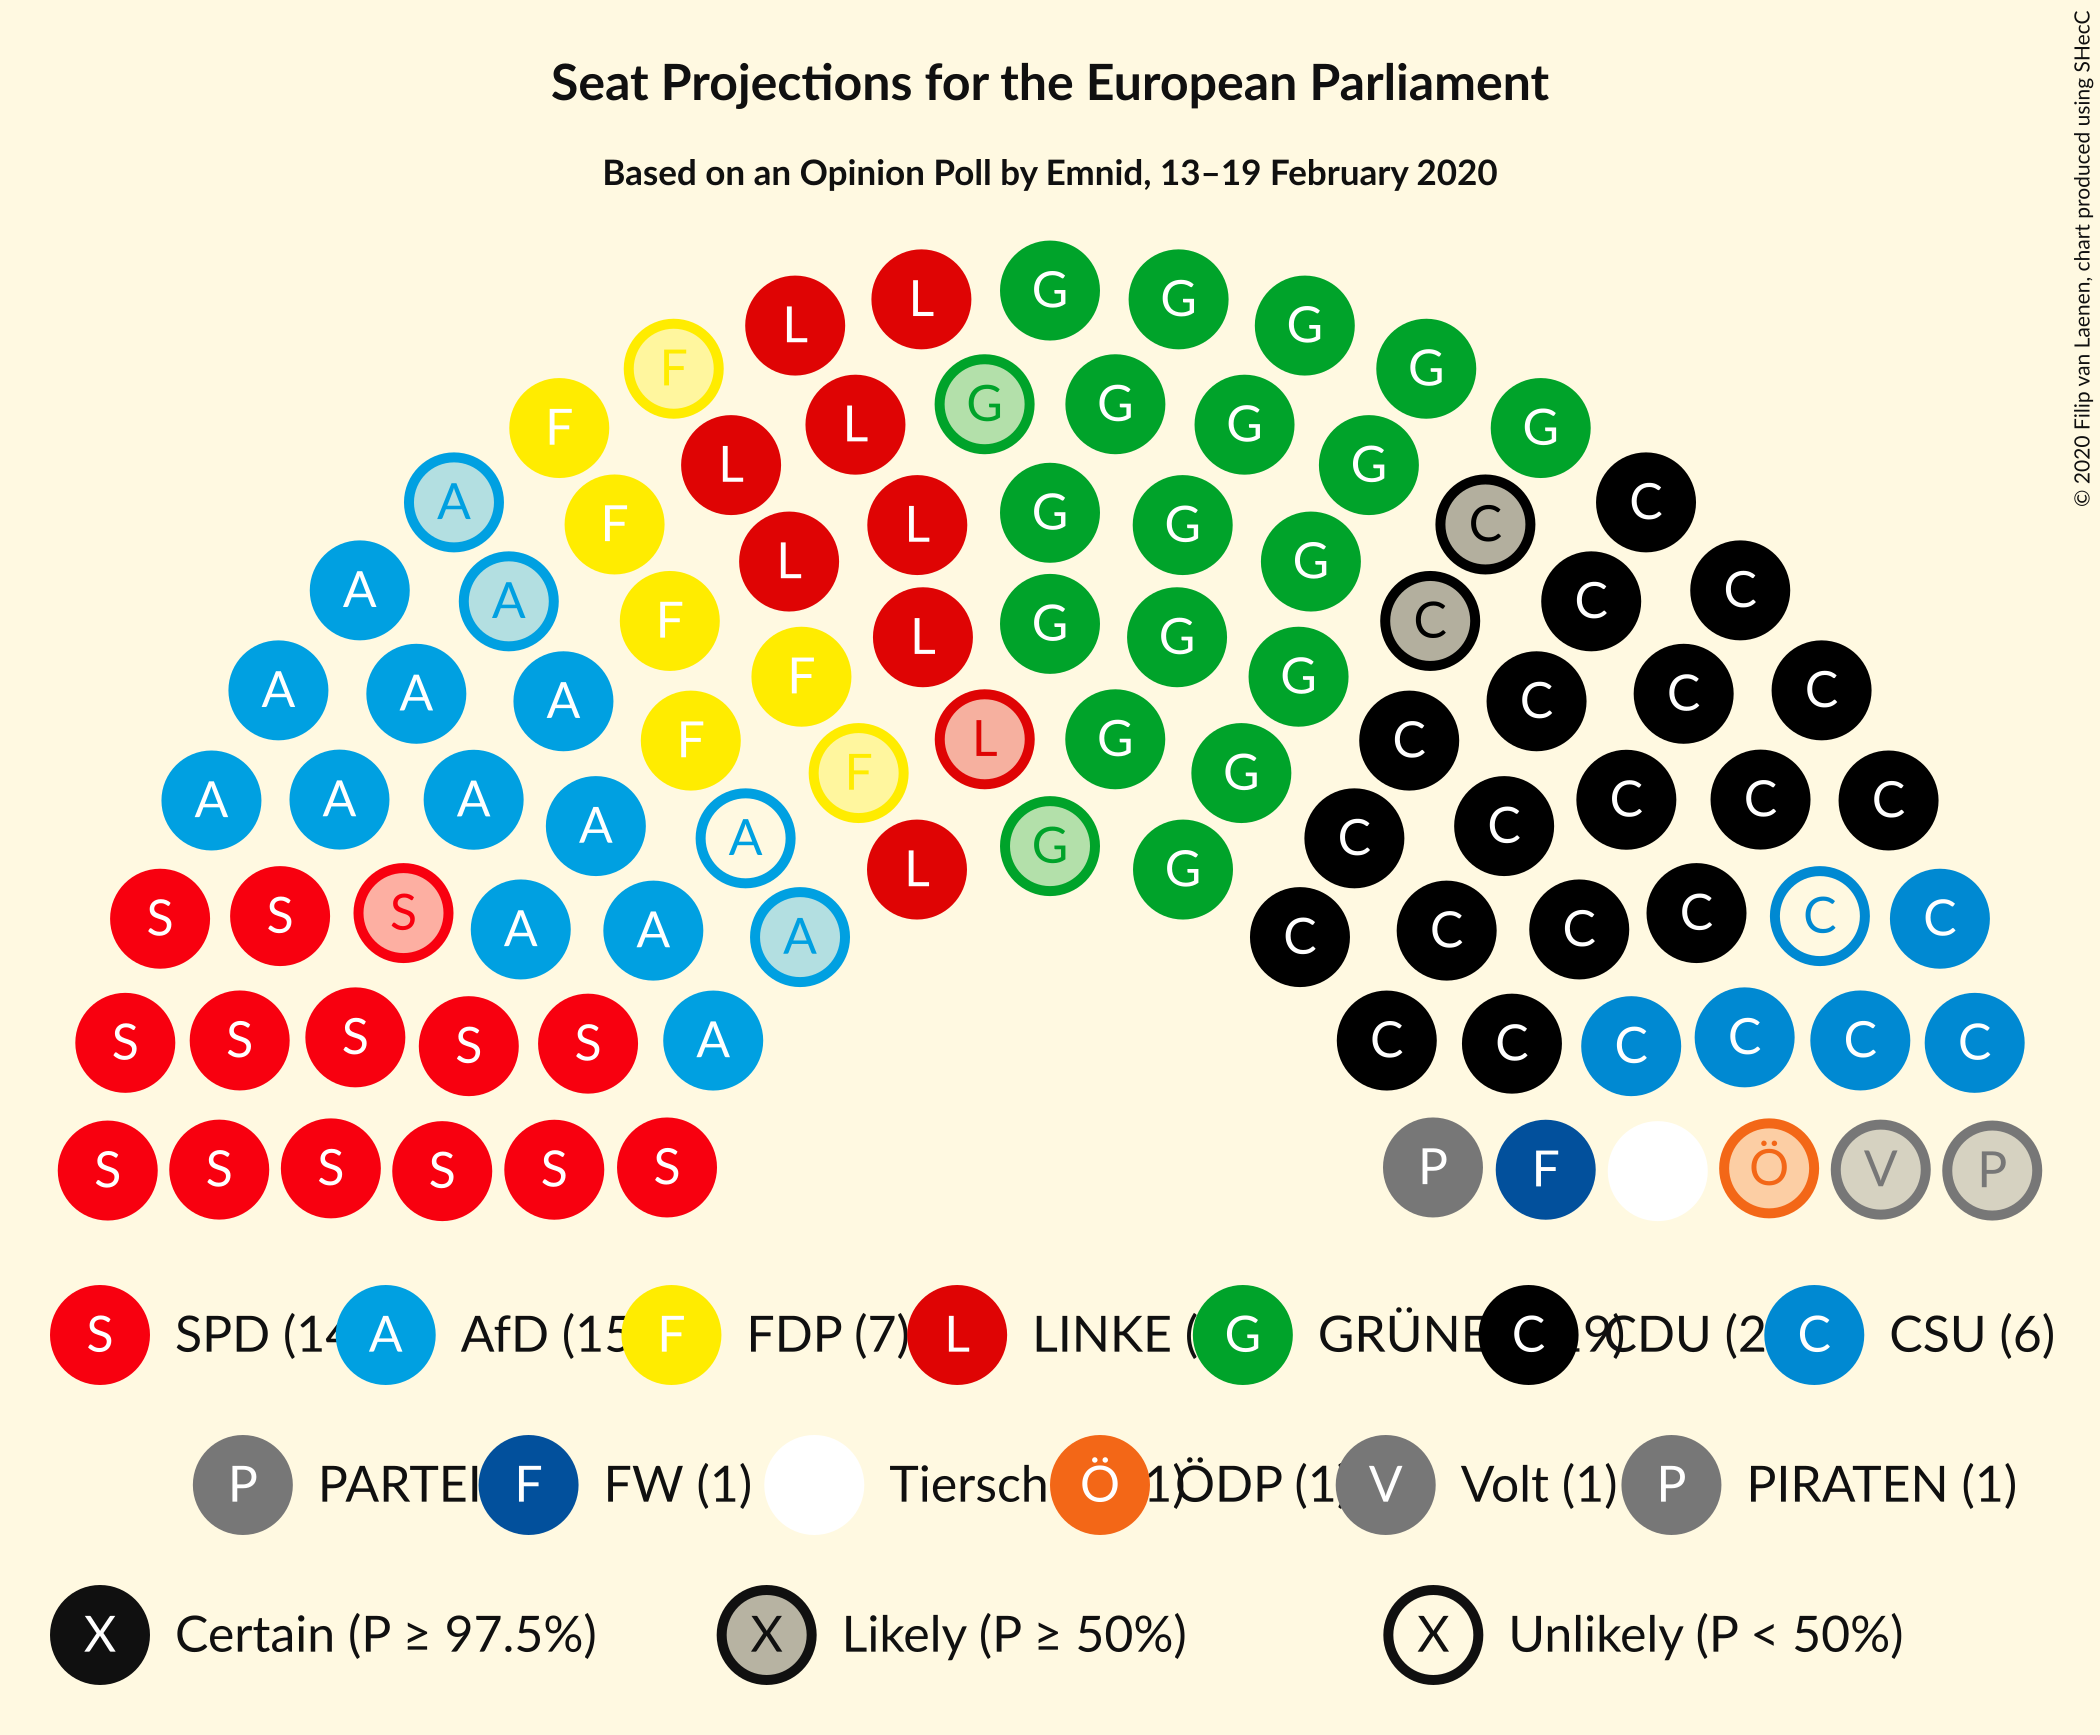 Seat Projections for the European Parliament
Based on an Opinion Poll by Emnid, 13–19 February 2020
© 2020 Filip van Laenen, chart produced using SHecC
L L G G G G G
F L G G G G C
F L L G G G C C
A F L G G G C C C
A F L G G G C C C
A A F F L G G C C C C
A A A F F L G G C C C C
A A A A A L G G C C C C C
S S S A A A C C C C C C
S S S S S A C C C C C C
S S S S S S P F Ö V P
S SPD (14 A AfD (15 F FDP (7) L LINKE ( G GRÜNE C 9) CDU (2 C CSU (6)
P PARTEI F FW (1) Tiersch Ö 1) ÖDP (1 V Volt (1) P PIRATEN (1)
X Certain (P ≥ 97.5%) X Likely (P ≥ 50%) X Unlikely (P < 50%)